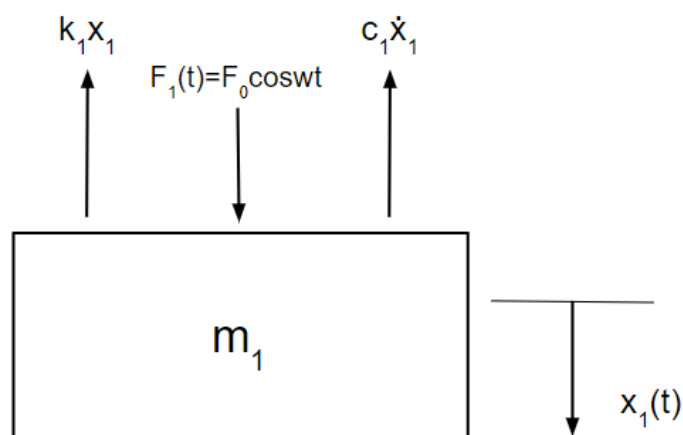 k₁x₁
c₁ẋ₁
F₁(t)=F₀coswt
m₁
x₁(t)